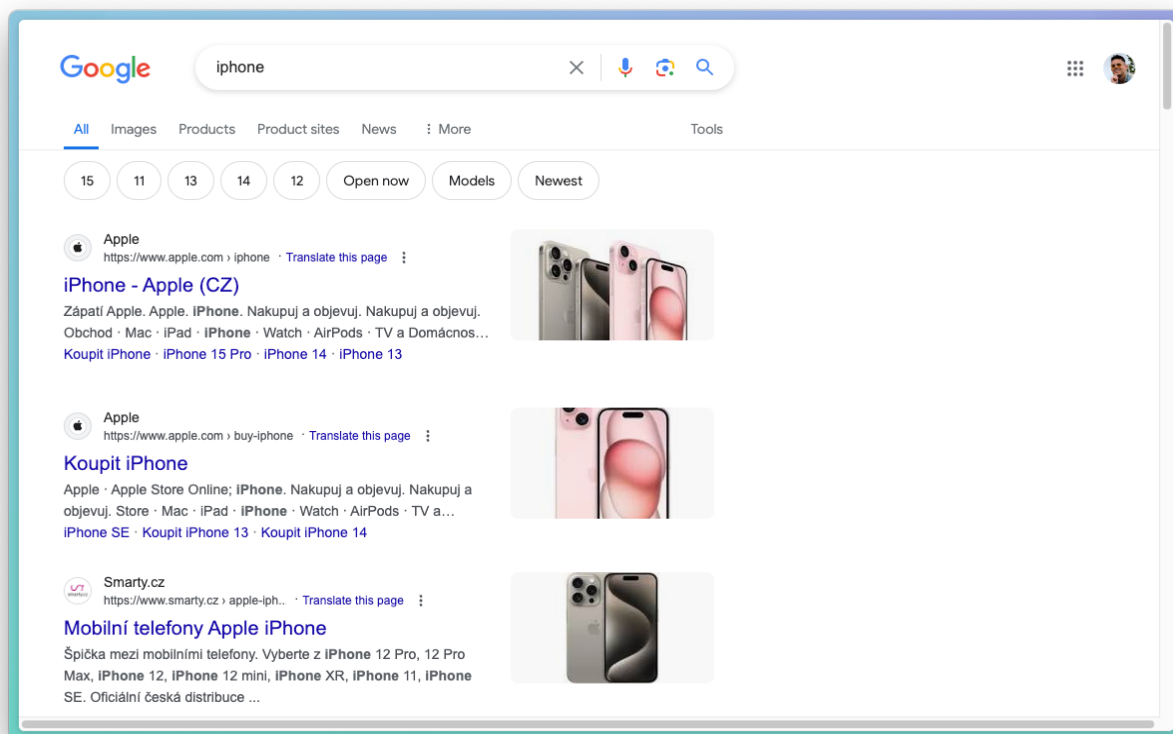 Google
iphone
All Images Products Product sites News More Tools
15 11 13 14 12 Open now Models Newest
Apple
https://www.apple.com › iphone · Translate this page
iPhone - Apple (CZ)
Zápatí Apple. Apple. iPhone. Nakupuj a objevuj. Nakupuj a objevuj.
Obchod · Mac · iPad · iPhone · Watch · AirPods · TV a Domácnos...
Koupit iPhone · iPhone 15 Pro · iPhone 14 · iPhone 13
Apple
https://www.apple.com › buy-iphone · Translate this page
Koupit iPhone
Apple · Apple Store Online; iPhone. Nakupuj a objevuj. Nakupuj a
objevuj. Store · Mac · iPad · iPhone · Watch · AirPods · TV a...
iPhone SE · Koupit iPhone 13 · Koupit iPhone 14
Smarty.cz
https://www.smarty.cz › apple-iph.. · Translate this page
Mobilní telefony Apple iPhone
Špička mezi mobilními telefony. Vyberte z iPhone 12 Pro, 12 Pro
Max, iPhone 12, iPhone 12 mini, iPhone XR, iPhone 11, iPhone
SE. Oficiální česká distribuce ...